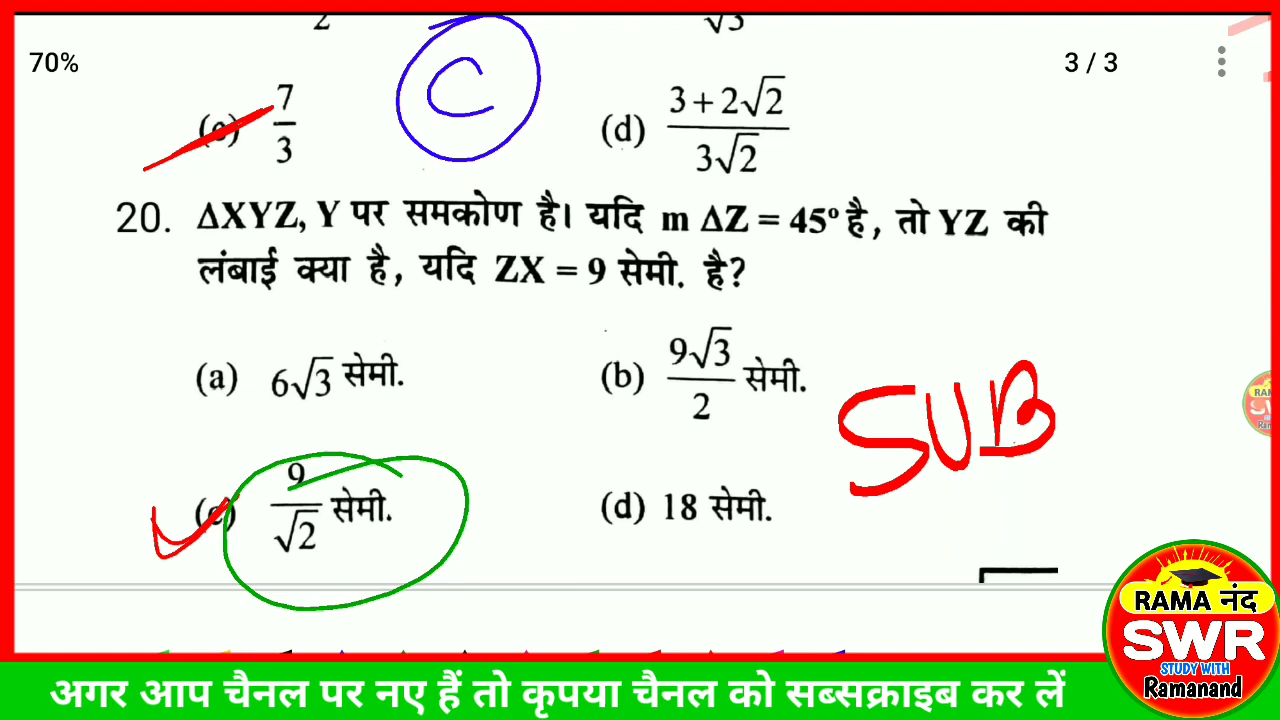 2 √3
70% 3 / 3
C
(c) 7/3 (d) 3 + 2√2 / 3√2
20. ΔXYZ, Y पर समकोण है। यदि m ΔZ = 45° है, तो YZ की
लंबाई क्या है, यदि ZX = 9 सेमी. है?
(a) 6√3 सेमी. (b) 9√3/2 सेमी.
SUB
(c) 9/√2 सेमी. (d) 18 सेमी.
RAMA नंद
SWR
STUDY WITH
Ramanand
अगर आप चैनल पर नए हैं तो कृपया चैनल को सब्सक्राइब कर लें